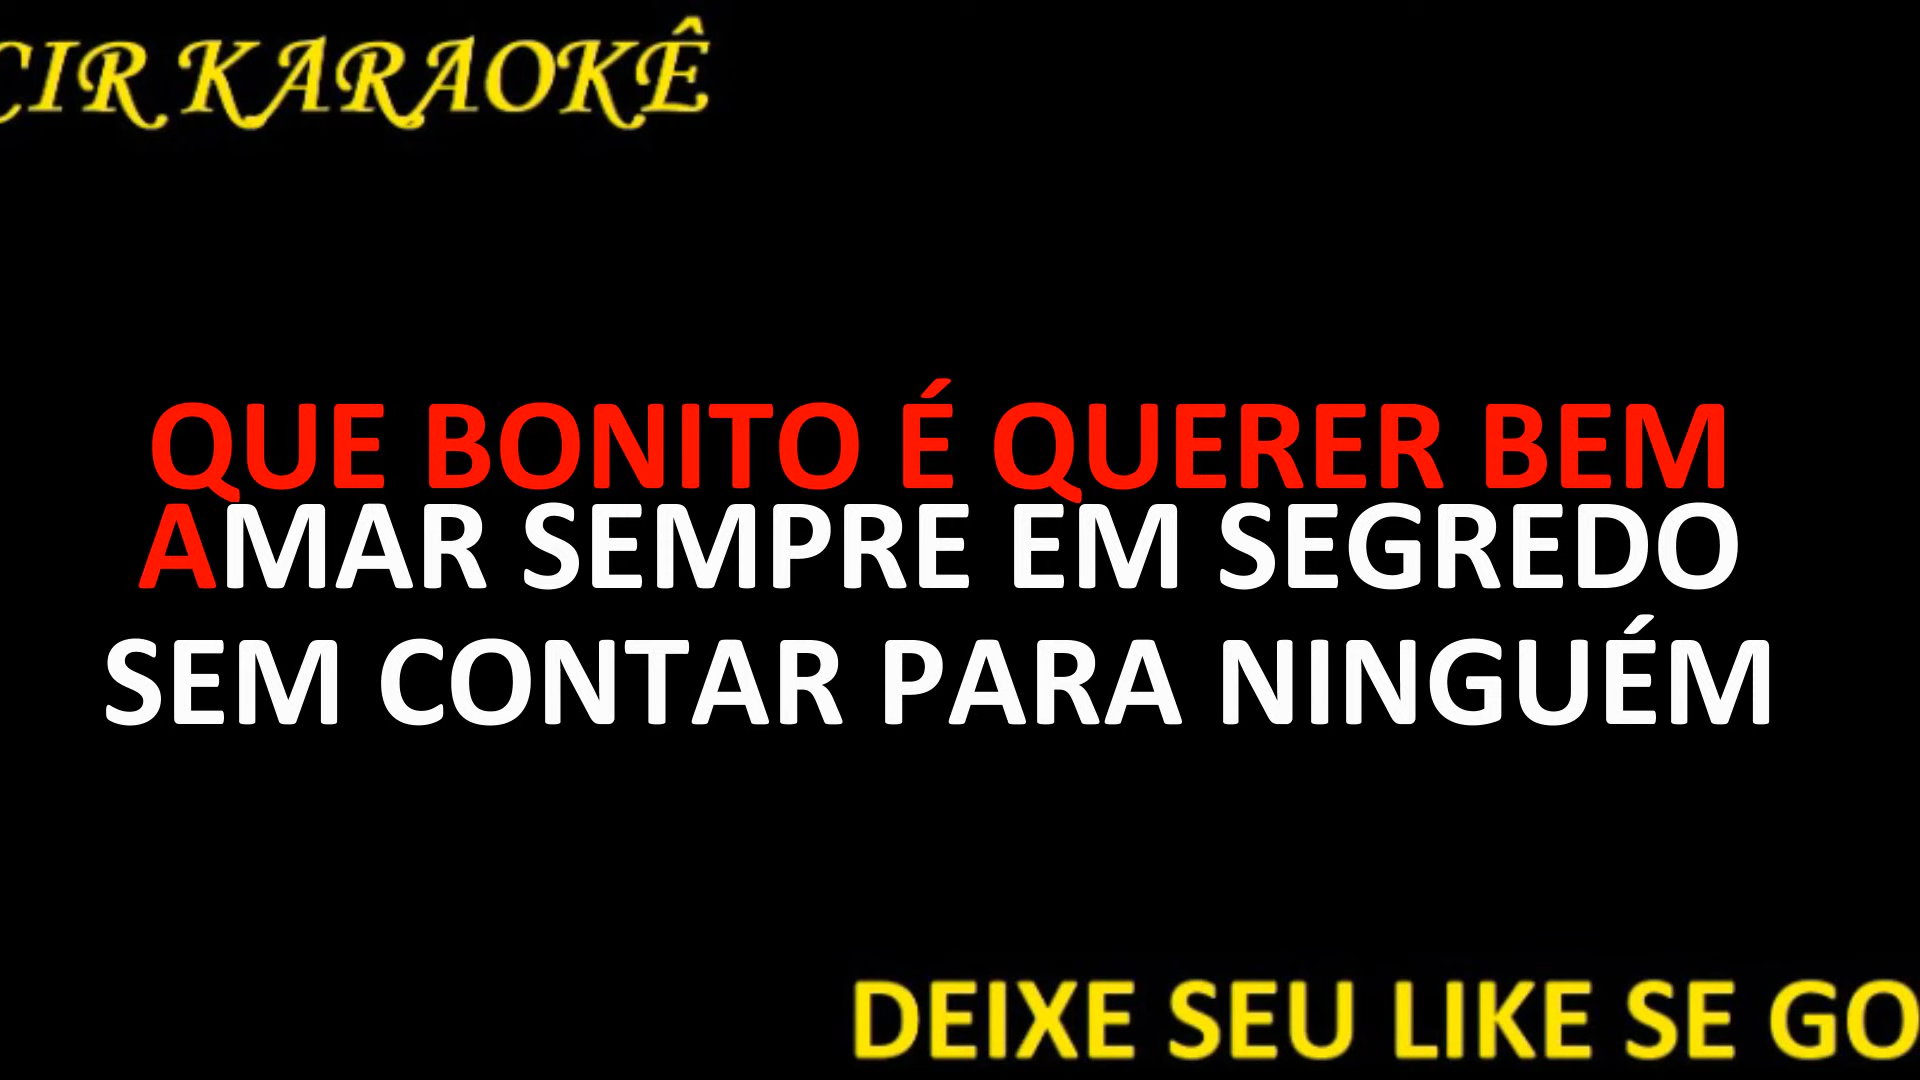 CIR KARAOKÊ
QUE BONITO É QUERER BEM
AMAR SEMPRE EM SEGREDO
SEM CONTAR PARA NINGUÉM
DEIXE SEU LIKE SE GO